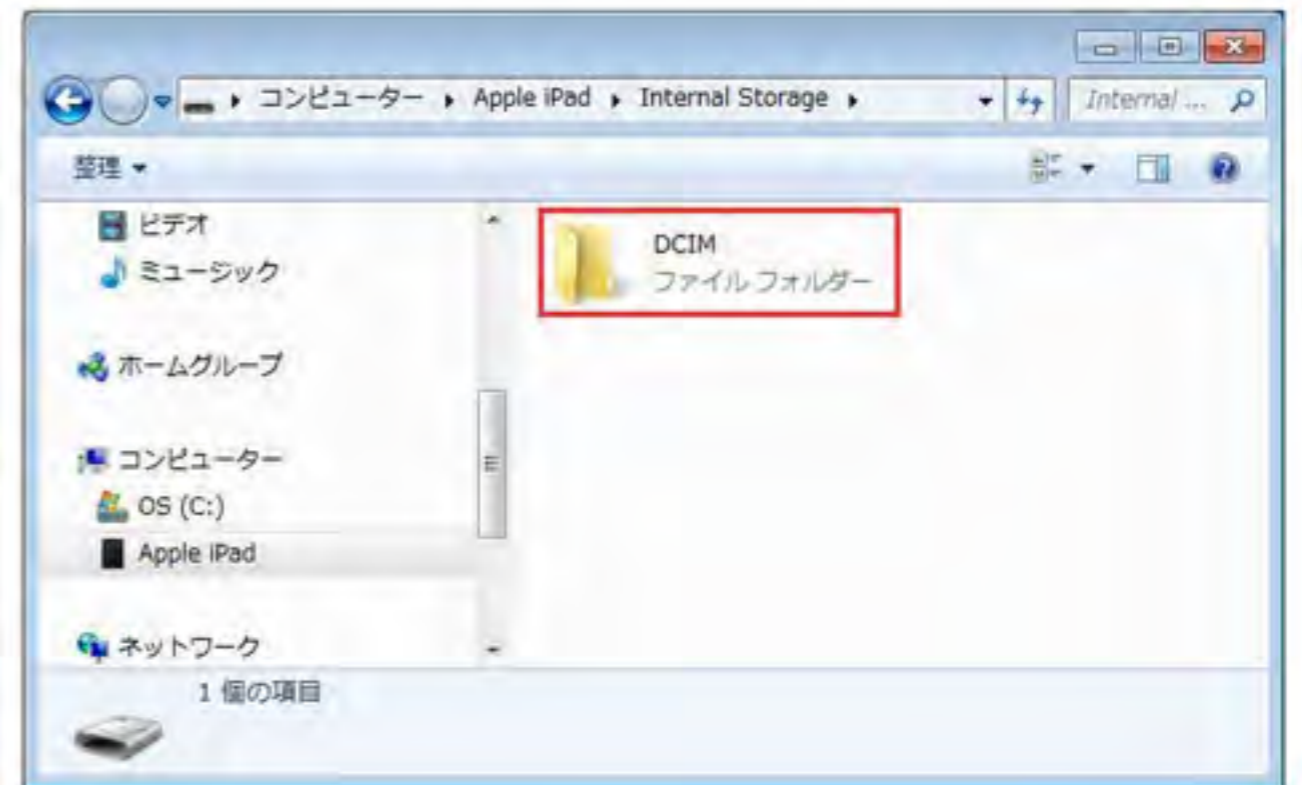 コンピューター Apple iPad Internal Storage Internal ...
整理
ビデオ
ミュージック
ホームグループ
コンピューター
OS (C:)
Apple iPad
ネットワーク
DCIM
ファイル フォルダー
1 個の項目